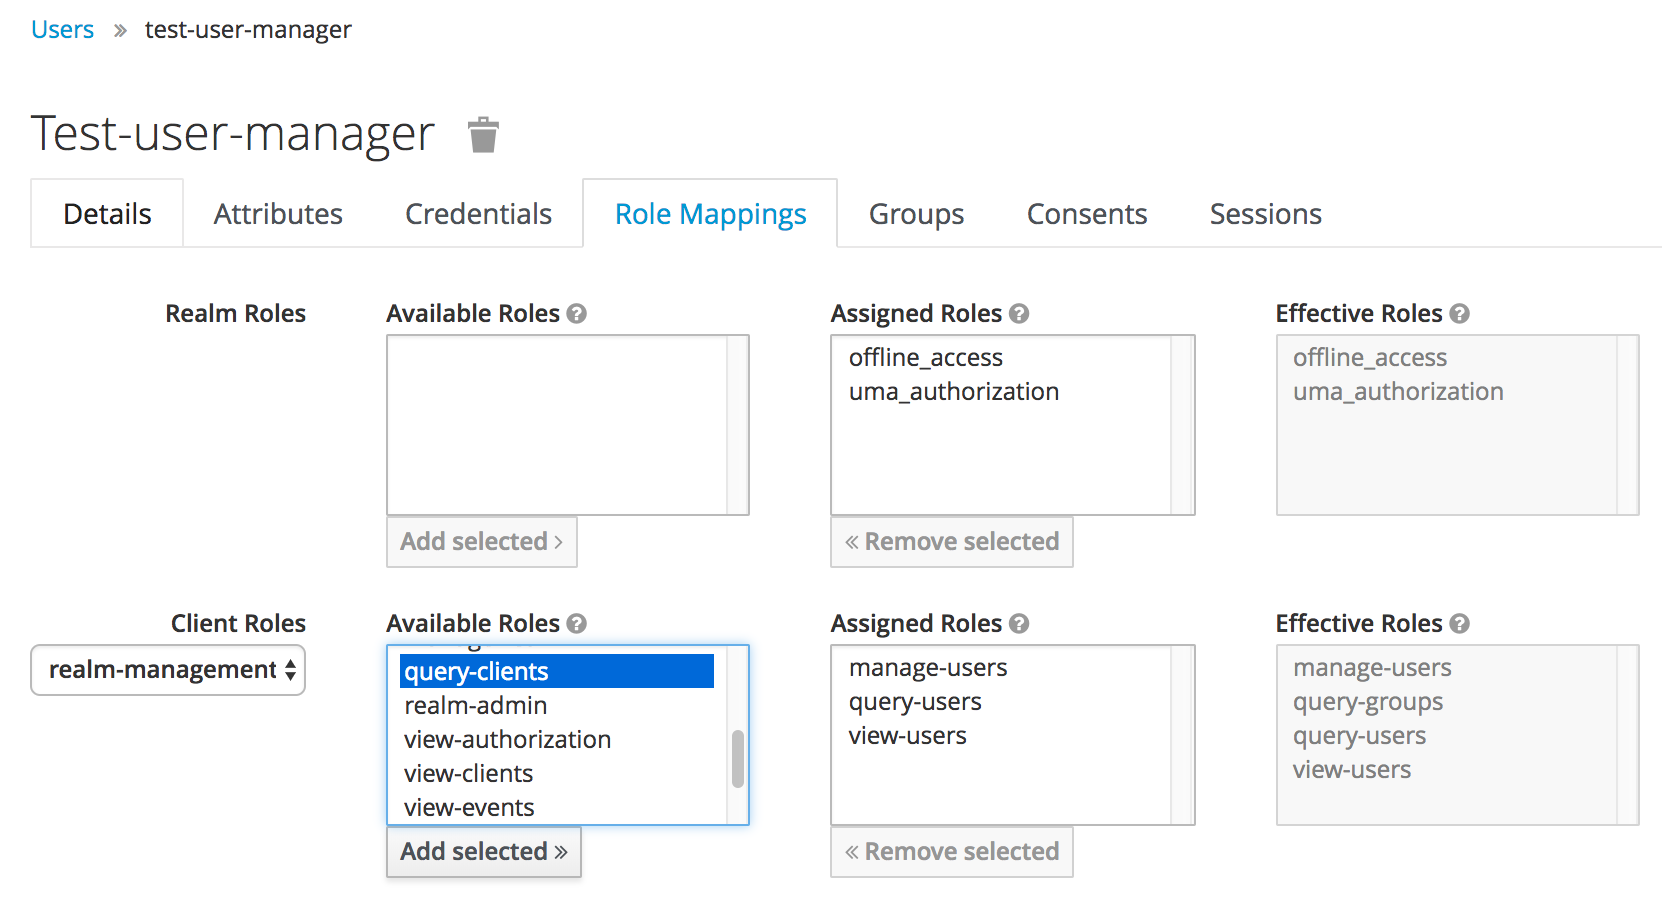 Users » test-user-manager
Test-user-manager
Details Attributes Credentials Role Mappings Groups Consents Sessions
Realm Roles
Available Roles ?
Add selected >
Assigned Roles ?
offline_access
uma_authorization
« Remove selected
Effective Roles ?
offline_access
uma_authorization
Client Roles
realm-management
Available Roles ?
query-clients
realm-admin
view-authorization
view-clients
view-events
Add selected »
Assigned Roles ?
manage-users
query-users
view-users
« Remove selected
Effective Roles ?
manage-users
query-groups
query-users
view-users